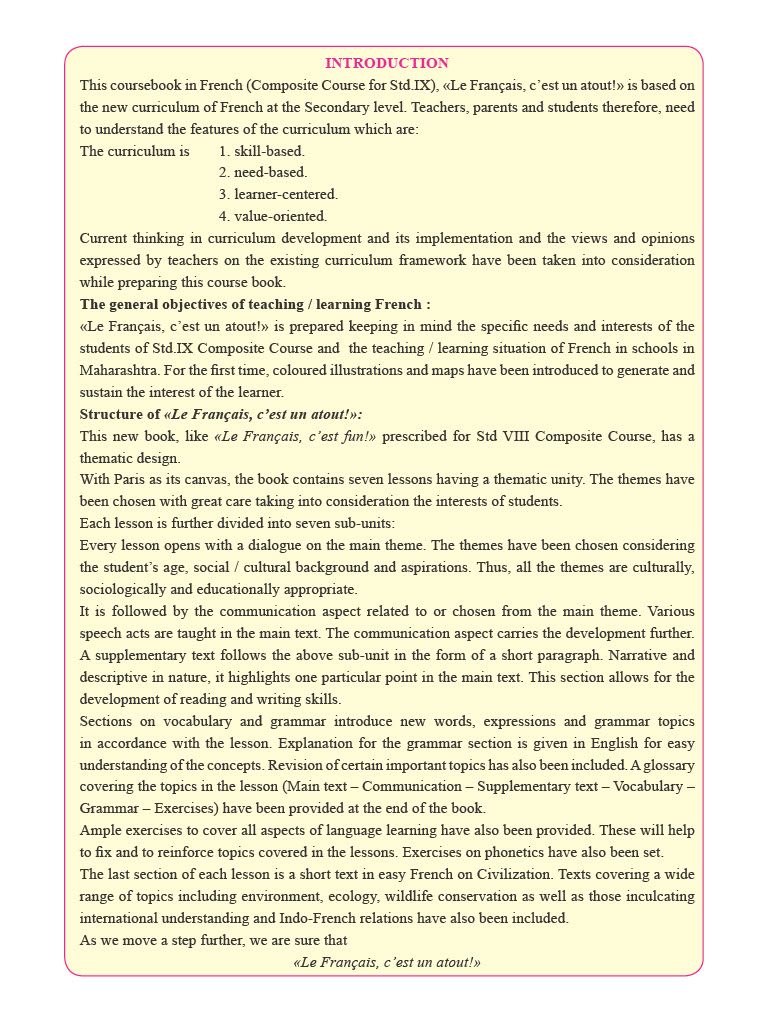 INTRODUCTION
This coursebook in French (Composite Course for Std.IX), «Le Français, c’est un atout!» is based on
the new curriculum of French at the Secondary level. Teachers, parents and students therefore, need
to understand the features of the curriculum which are:
The curriculum is 1. skill-based.
2. need-based.
3. learner-centered.
4. value-oriented.
Current thinking in curriculum development and its implementation and the views and opinions
expressed by teachers on the existing curriculum framework have been taken into consideration
while preparing this course book.
The general objectives of teaching / learning French :
«Le Français, c’est un atout!» is prepared keeping in mind the specific needs and interests of the
students of Std.IX Composite Course and the teaching / learning situation of French in schools in
Maharashtra. For the first time, coloured illustrations and maps have been introduced to generate and
sustain the interest of the learner.
Structure of «Le Français, c’est un atout!»:
This new book, like «Le Français, c’est fun!» prescribed for Std VIII Composite Course, has a
thematic design.
With Paris as its canvas, the book contains seven lessons having a thematic unity. The themes have
been chosen with great care taking into consideration the interests of students.
Each lesson is further divided into seven sub-units:
Every lesson opens with a dialogue on the main theme. The themes have been chosen considering
the student’s age, social / cultural background and aspirations. Thus, all the themes are culturally,
sociologically and educationally appropriate.
It is followed by the communication aspect related to or chosen from the main theme. Various
speech acts are taught in the main text. The communication aspect carries the development further.
A supplementary text follows the above sub-unit in the form of a short paragraph. Narrative and
descriptive in nature, it highlights one particular point in the main text. This section allows for the
development of reading and writing skills.
Sections on vocabulary and grammar introduce new words, expressions and grammar topics
in accordance with the lesson. Explanation for the grammar section is given in English for easy
understanding of the concepts. Revision of certain important topics has also been included. A glossary
covering the topics in the lesson (Main text – Communication – Supplementary text – Vocabulary –
Grammar – Exercises) have been provided at the end of the book.
Ample exercises to cover all aspects of language learning have also been provided. These will help
to fix and to reinforce topics covered in the lessons. Exercises on phonetics have also been set.
The last section of each lesson is a short text in easy French on Civilization. Texts covering a wide
range of topics including environment, ecology, wildlife conservation as well as those inculcating
international understanding and Indo-French relations have also been included.
As we move a step further, we are sure that
«Le Français, c’est un atout!»